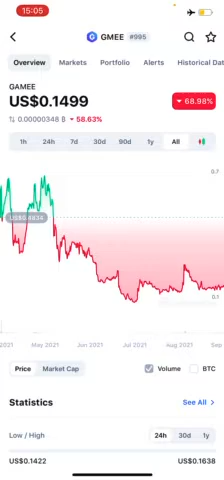 15:05
GMEE #995
Overview Markets Portfolio Alerts Historical Dat
GAMEE
US$0.1499
68.98%
0.00000348 ₿ 58.63%
1h 24h 7d 30d 90d 1y All
0.7
US$0.4834
0.1
2021 May 2021 Jun 2021 Jul 2021 Aug 2021 Sep
Price Market Cap Volume BTC
Statistics See All
Low / High 24h 30d 1y
US$0.1422 US$0.1638